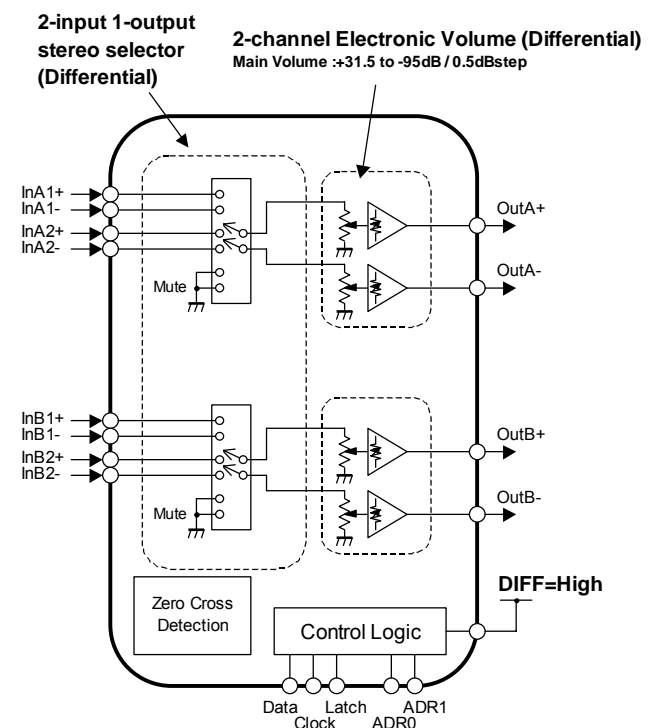 2-input 1-output
stereo selector
(Differential)
2-channel Electronic Volume (Differential)
Main Volume :+31.5 to -95dB / 0.5dBstep
InA1+
InA1-
InA2+
InA2-
Mute
OutA+
OutA-
InB1+
InB1-
InB2+
InB2-
Mute
OutB+
OutB-
DIFF=High
Zero Cross
Detection
Control Logic
Data
Clock
Latch
ADR0
ADR1